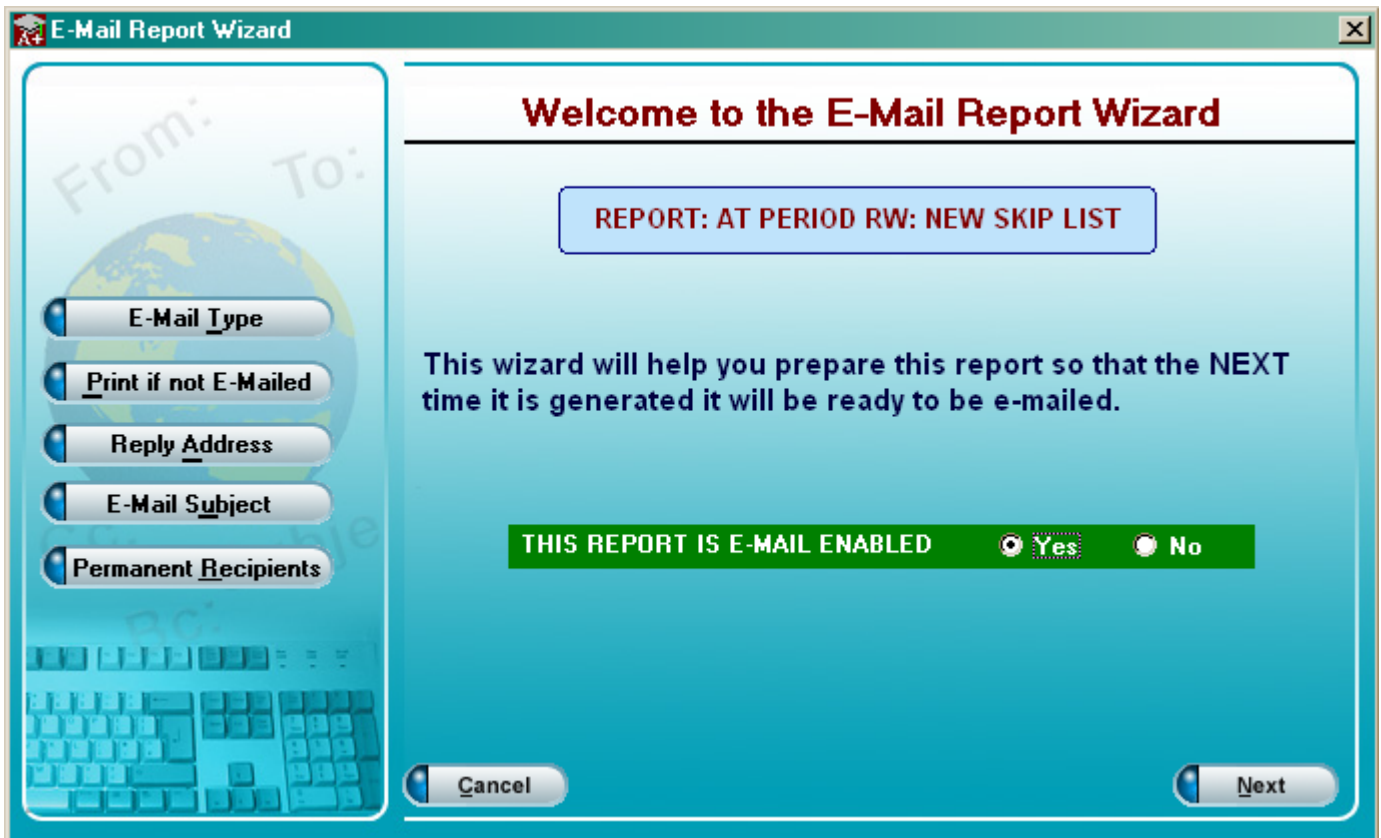 E-Mail Report Wizard
From:
To:
E-Mail Type
Print if not E-Mailed
Reply Address
E-Mail Subject
Permanent Recipients
Bc:
Welcome to the E-Mail Report Wizard
REPORT: AT PERIOD RW: NEW SKIP LIST
This wizard will help you prepare this report so that the NEXT
time it is generated it will be ready to be e-mailed.
THIS REPORT IS E-MAIL ENABLED Yes No
Cancel
Next